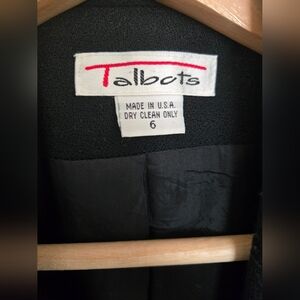 Talbots
MADE IN U.S.A.
DRY CLEAN ONLY
6